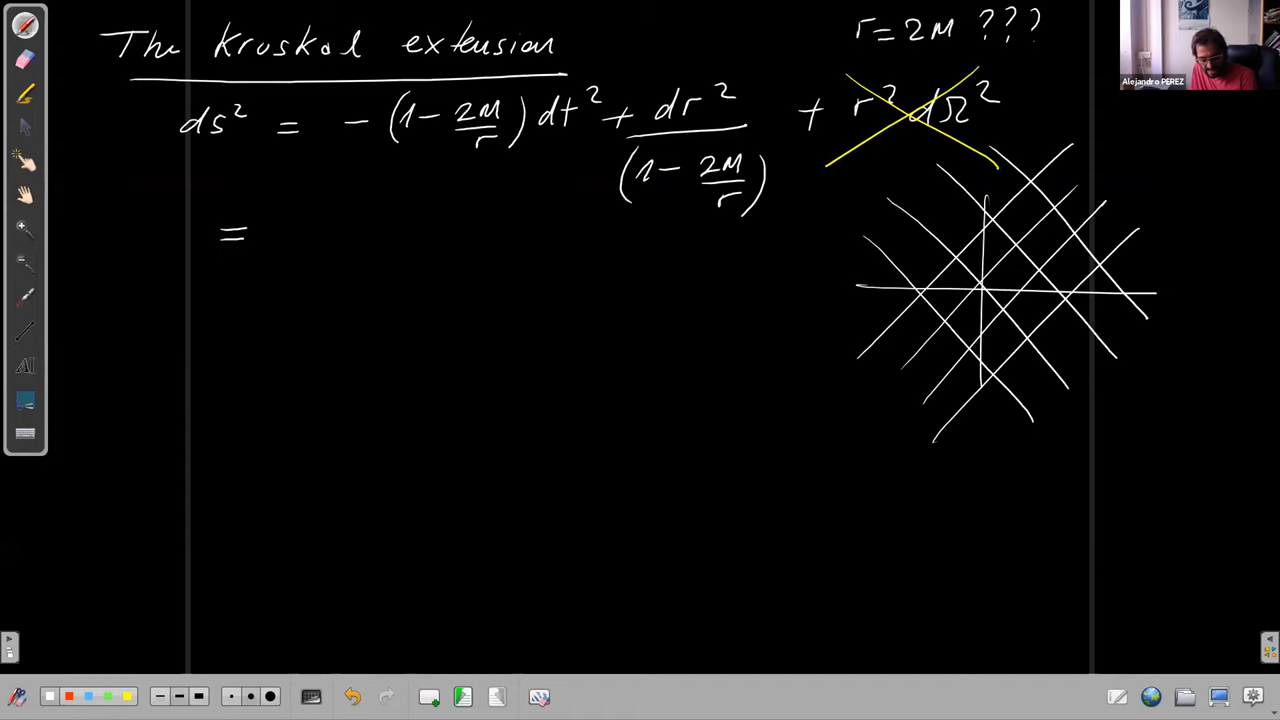 The Kruskal extension
r = 2M ???
ds² = - (1 - 2M/r) dt² + dr²/(1 - 2M/r) + r² dΩ²
=
Alejandro PEREZ